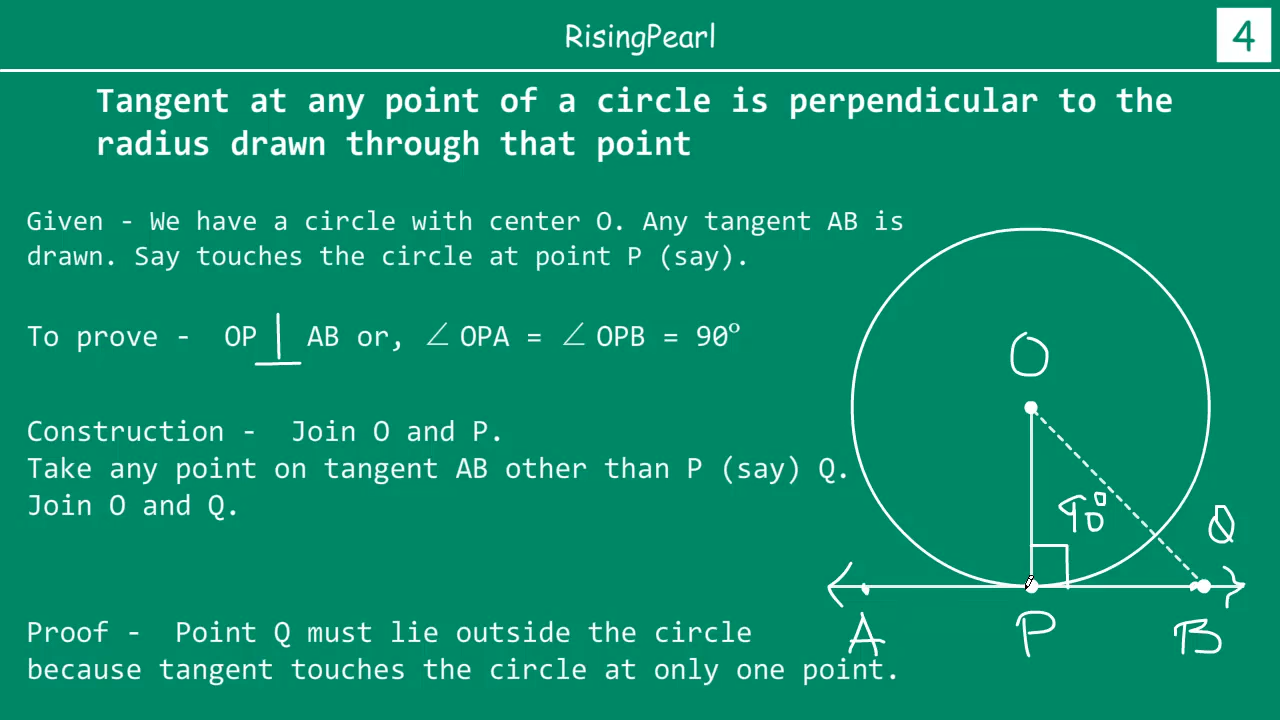 RisingPearl
4
Tangent at any point of a circle is perpendicular to the
radius drawn through that point
Given - We have a circle with center O. Any tangent AB is
drawn. Say touches the circle at point P (say).
To prove - OP ⊥ AB or, ∠ OPA = ∠ OPB = 90º
Construction - Join O and P.
Take any point on tangent AB other than P (say) Q.
Join O and Q.
Proof - Point Q must lie outside the circle
because tangent touches the circle at only one point.
O
90°
Q
A P B